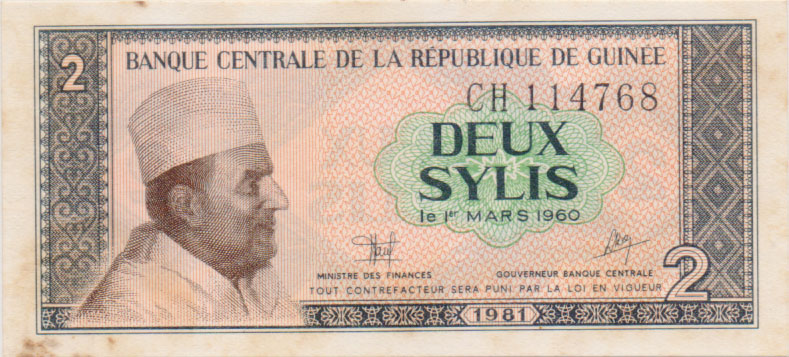 2
BANQUE CENTRALE DE LA RÉPUBLIQUE DE GUINÉE
CH 114768
DEUX
SYLIS
le 1er MARS 1960
MINISTRE DES FINANCES GOUVERNEUR BANQUE CENTRALE
TOUT CONTREFACTEUR SERA PUNI PAR LA LOI EN VIGUEUR
2
1981